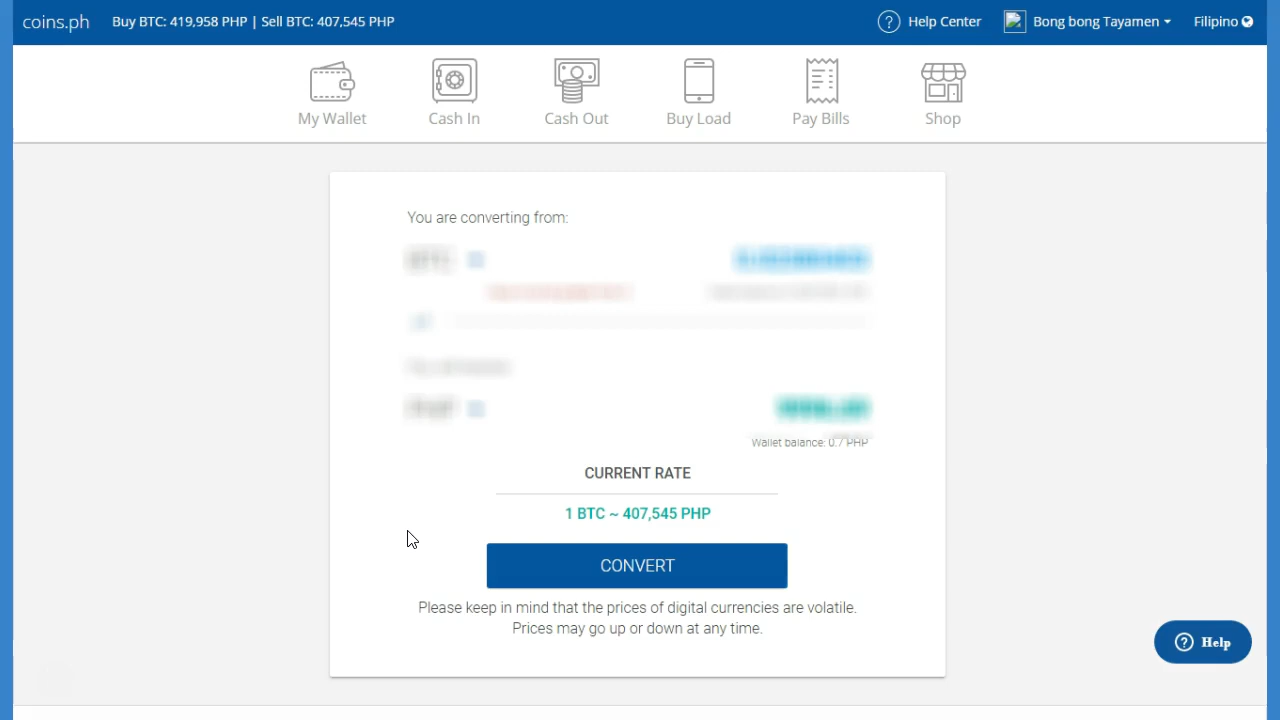 coins.ph Buy BTC: 419,958 PHP | Sell BTC: 407,545 PHP Help Center Bong bong Tayamen Filipino
My Wallet Cash In Cash Out Buy Load Pay Bills Shop
You are converting from:
Wallet balance: 0.7 PHP
CURRENT RATE
1 BTC ~ 407,545 PHP
CONVERT
Please keep in mind that the prices of digital currencies are volatile.
Prices may go up or down at any time.
Help